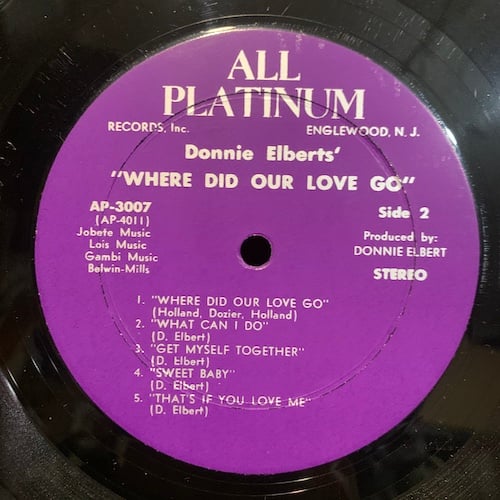 ALL
PLATINUM
RECORDS, Inc. ENGLEWOOD, N. J.
Donnie Elberts'
"WHERE DID OUR LOVE GO"
AP-3007 Side 2
(AP-4011)
Jobete Music
Lois Music
Gambi Music
Belwin-Mills
Produced by:
DONNIE ELBERT
STEREO
1. "WHERE DID OUR LOVE GO"
(Holland, Dozier, Holland)
2. "WHAT CAN I DO"
(D. Elbert)
3. "GET MYSELF TOGETHER"
(D. Elbert)
4. "SWEET BABY"
(D. Elbert)
5. "THAT'S IF YOU LOVE ME"
(D. Elbert)